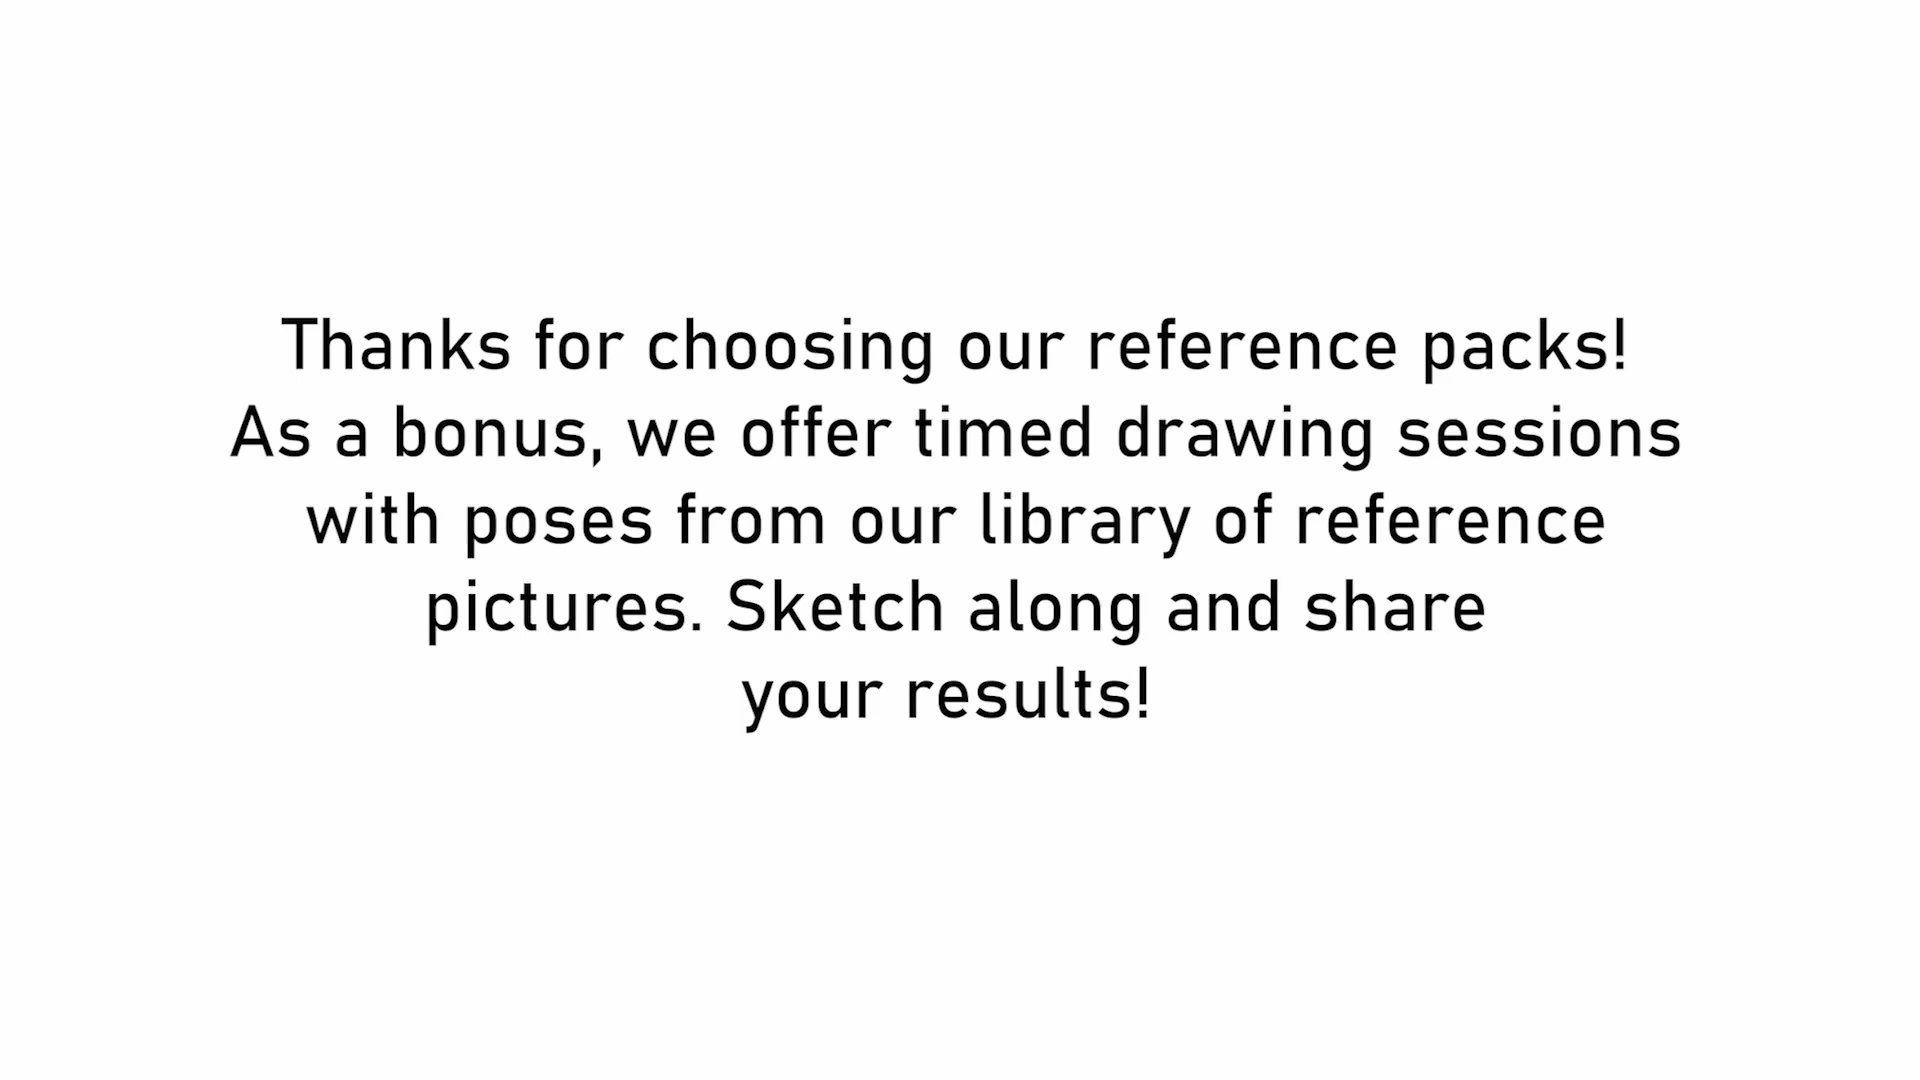 Thanks for choosing our reference packs!
As a bonus, we offer timed drawing sessions
with poses from our library of reference
pictures. Sketch along and share
your results!